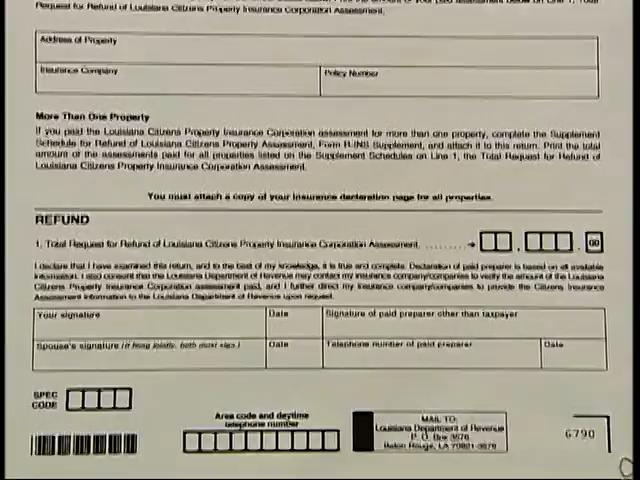 Request for Refund of Louisiana Citizens Property Insurance Corporation Assessment.
Address of Property
Insurance Company Policy Number
More Than One Property
If you paid the Louisiana Citizens Property Insurance Corporation assessment for more than one property, complete the Supplement
Schedule for Refund of Louisiana Citizens Property Assessment, Form R-INS Supplement, and attach it to this return. Print the total
amount of the assessments paid for all properties listed on the Supplement Schedules on Line 1, the Total Request for Refund of
Louisiana Citizens Property Insurance Corporation Assessment.
You must attach a copy of your insurance declaration page for all properties.
REFUND
1. Total Request for Refund of Louisiana Citizens Property Insurance Corporation Assessment. ........ , . 00
I declare that I have examined this return, and to the best of my knowledge, it is true and complete. Declaration of paid preparer is based on all available
information. I also consent that the Louisiana Department of Revenue may contact my insurance company/companies to verify the amount of the Louisiana
Citizens Property Insurance Corporation assessment paid, and I further direct my insurance company/companies to provide the Citizens Insurance
Assessment information to the Louisiana Department of Revenue upon request.
Your signature Date Signature of paid preparer other than taxpayer
Spouse's signature (If filing jointly, both must sign.) Date Telephone number of paid preparer Date
SPEC
CODE
Area code and daytime
telephone number
MAIL TO:
Louisiana Department of Revenue
P. O. Box 3576
Baton Rouge, LA 70821-3576
6790